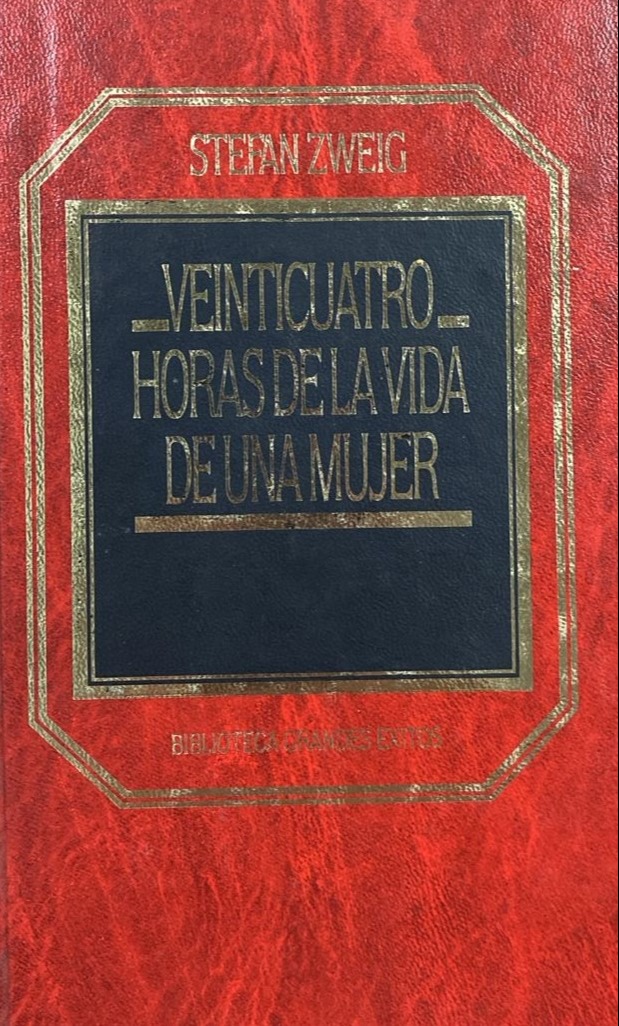 STEFAN ZWEIG
VEINTICUATRO
HORAS DE LA VIDA
DE UNA MUJER
BIBLIOTECA GRANDES EXITOS